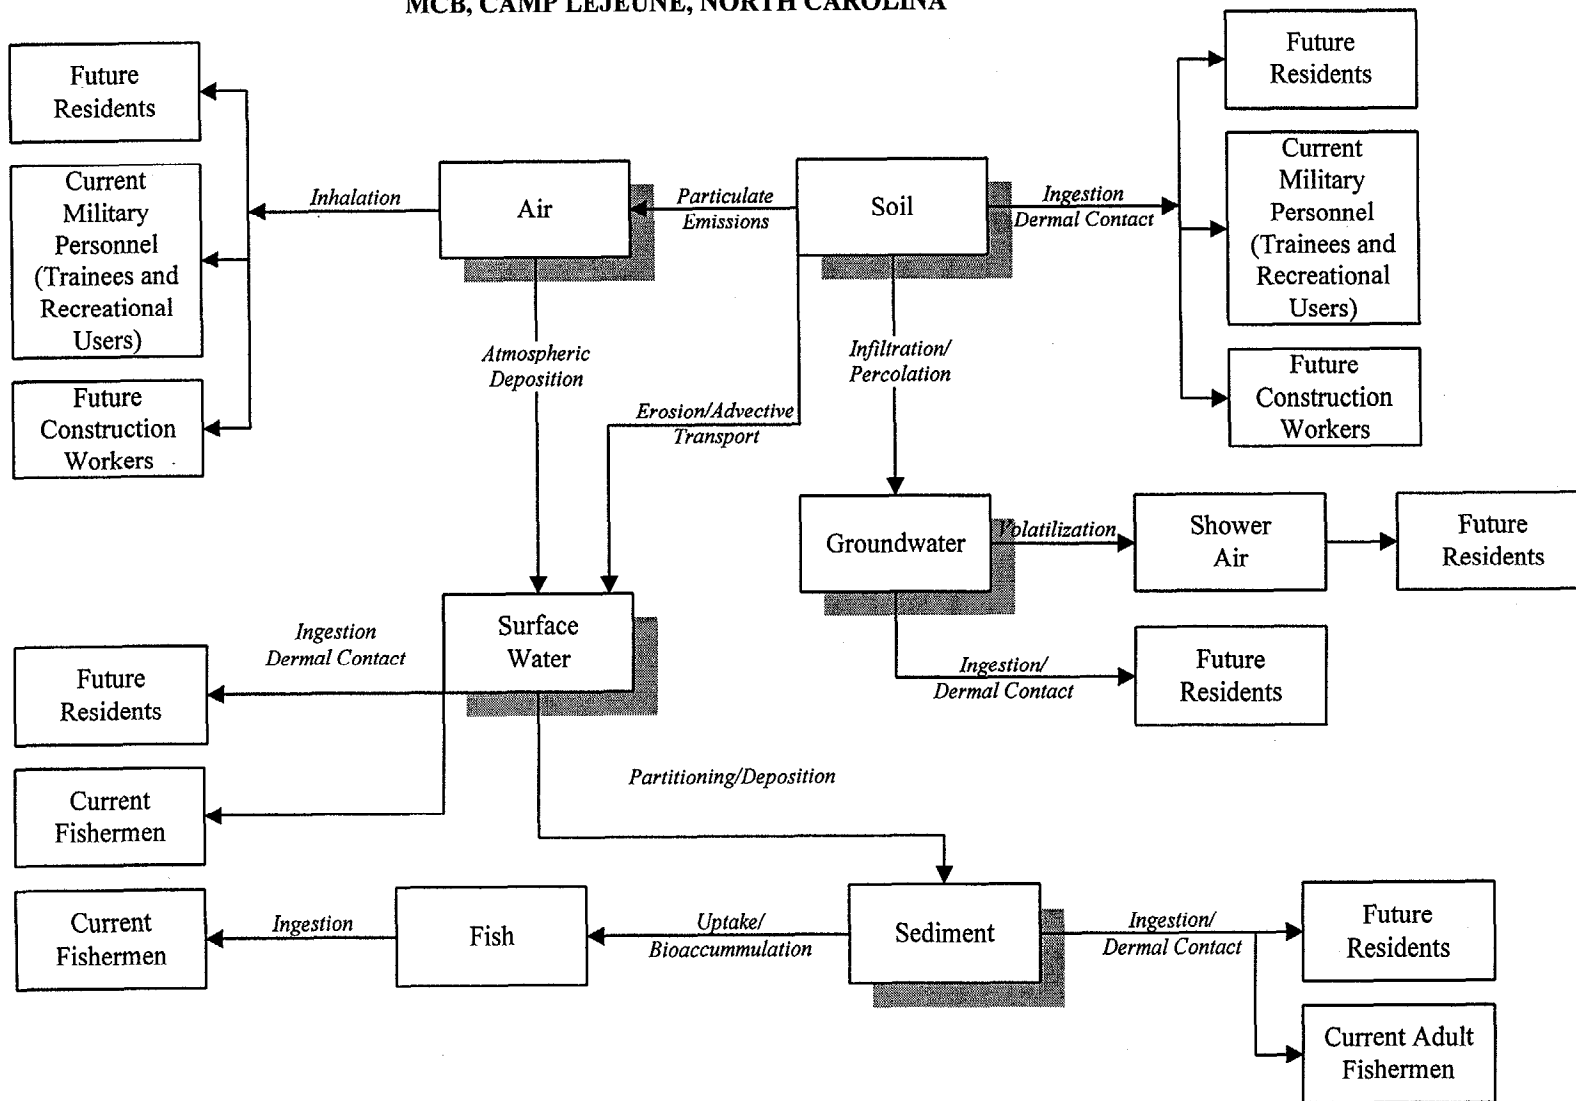 MCB, CAMP LEJEUNE, NORTH CAROLINA
Future
Residents
Current
Military
Personnel
(Trainees and
Recreational
Users)
Future
Construction
Workers
Inhalation
Air
Particulate
Emissions
Soil
Ingestion
Dermal Contact
Future
Residents
Current
Military
Personnel
(Trainees and
Recreational
Users)
Future
Construction
Workers
Atmospheric
Deposition
Erosion/Advective
Transport
Infiltration/
Percolation
Groundwater
Volatilization
Shower
Air
Future
Residents
Ingestion/
Dermal Contact
Future
Residents
Surface
Water
Ingestion
Dermal Contact
Future
Residents
Current
Fishermen
Partitioning/Deposition
Current
Fishermen
Ingestion
Fish
Uptake/
Bioaccummulation
Sediment
Ingestion/
Dermal Contact
Future
Residents
Current Adult
Fishermen